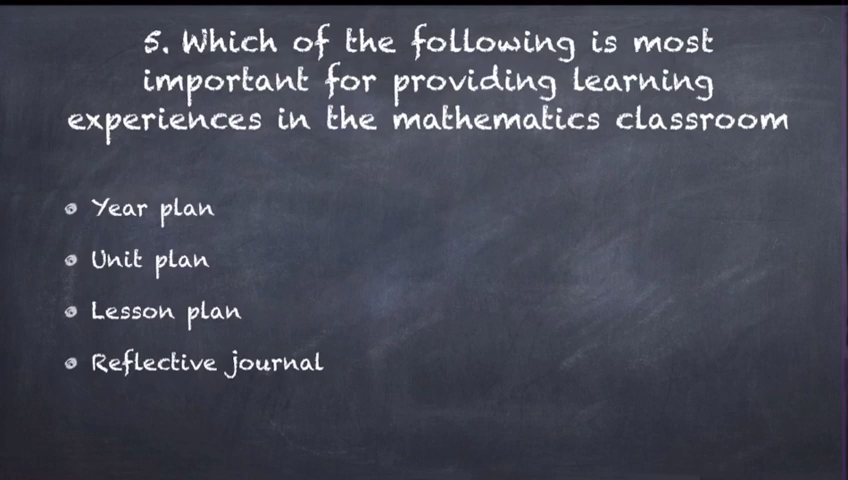 5. Which of the following is most
important for providing learning
experiences in the mathematics classroom
Year plan
Unit plan
Lesson plan
Reflective journal